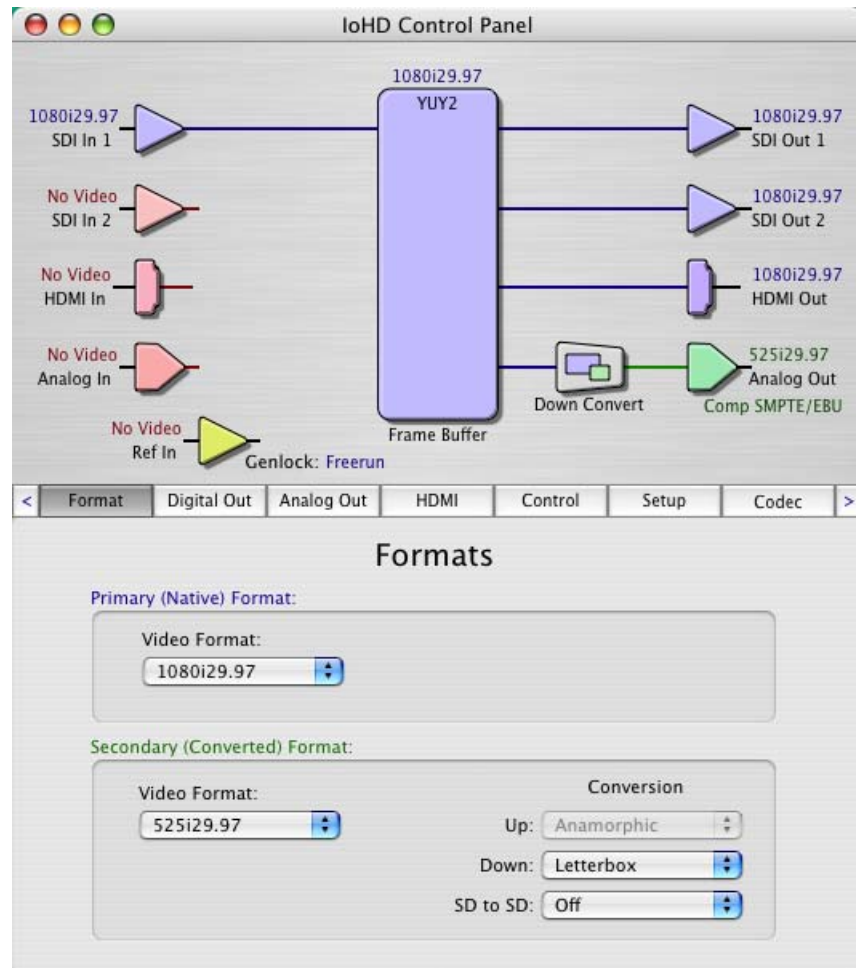 IoHD Control Panel
1080i29.97
YUY2
1080i29.97
SDI In 1
1080i29.97
SDI Out 1
No Video
SDI In 2
1080i29.97
SDI Out 2
No Video
HDMI In
1080i29.97
HDMI Out
No Video
Analog In
525i29.97
Analog Out
Comp SMPTE/EBU
Down Convert
No Video
Ref In
Genlock: Freerun
Frame Buffer
< Format Digital Out Analog Out HDMI Control Setup Codec >
Formats
Primary (Native) Format:
Video Format:
1080i29.97
Secondary (Converted) Format:
Video Format:
525i29.97
Conversion
Up: Anamorphic
Down: Letterbox
SD to SD: Off